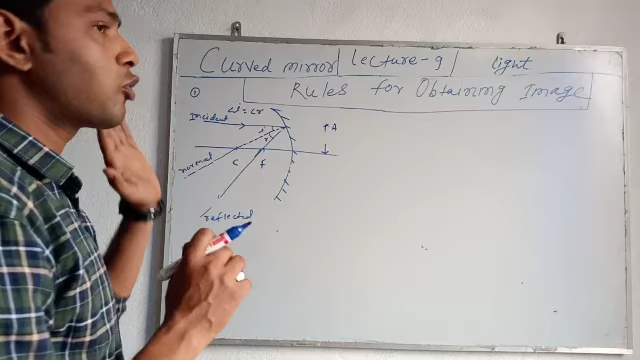 Curved mirror Lecture-9 light
① Rules for Obtaining Image
∠i = ∠r
Incident
i
r
P.A
normal
C F
reflected